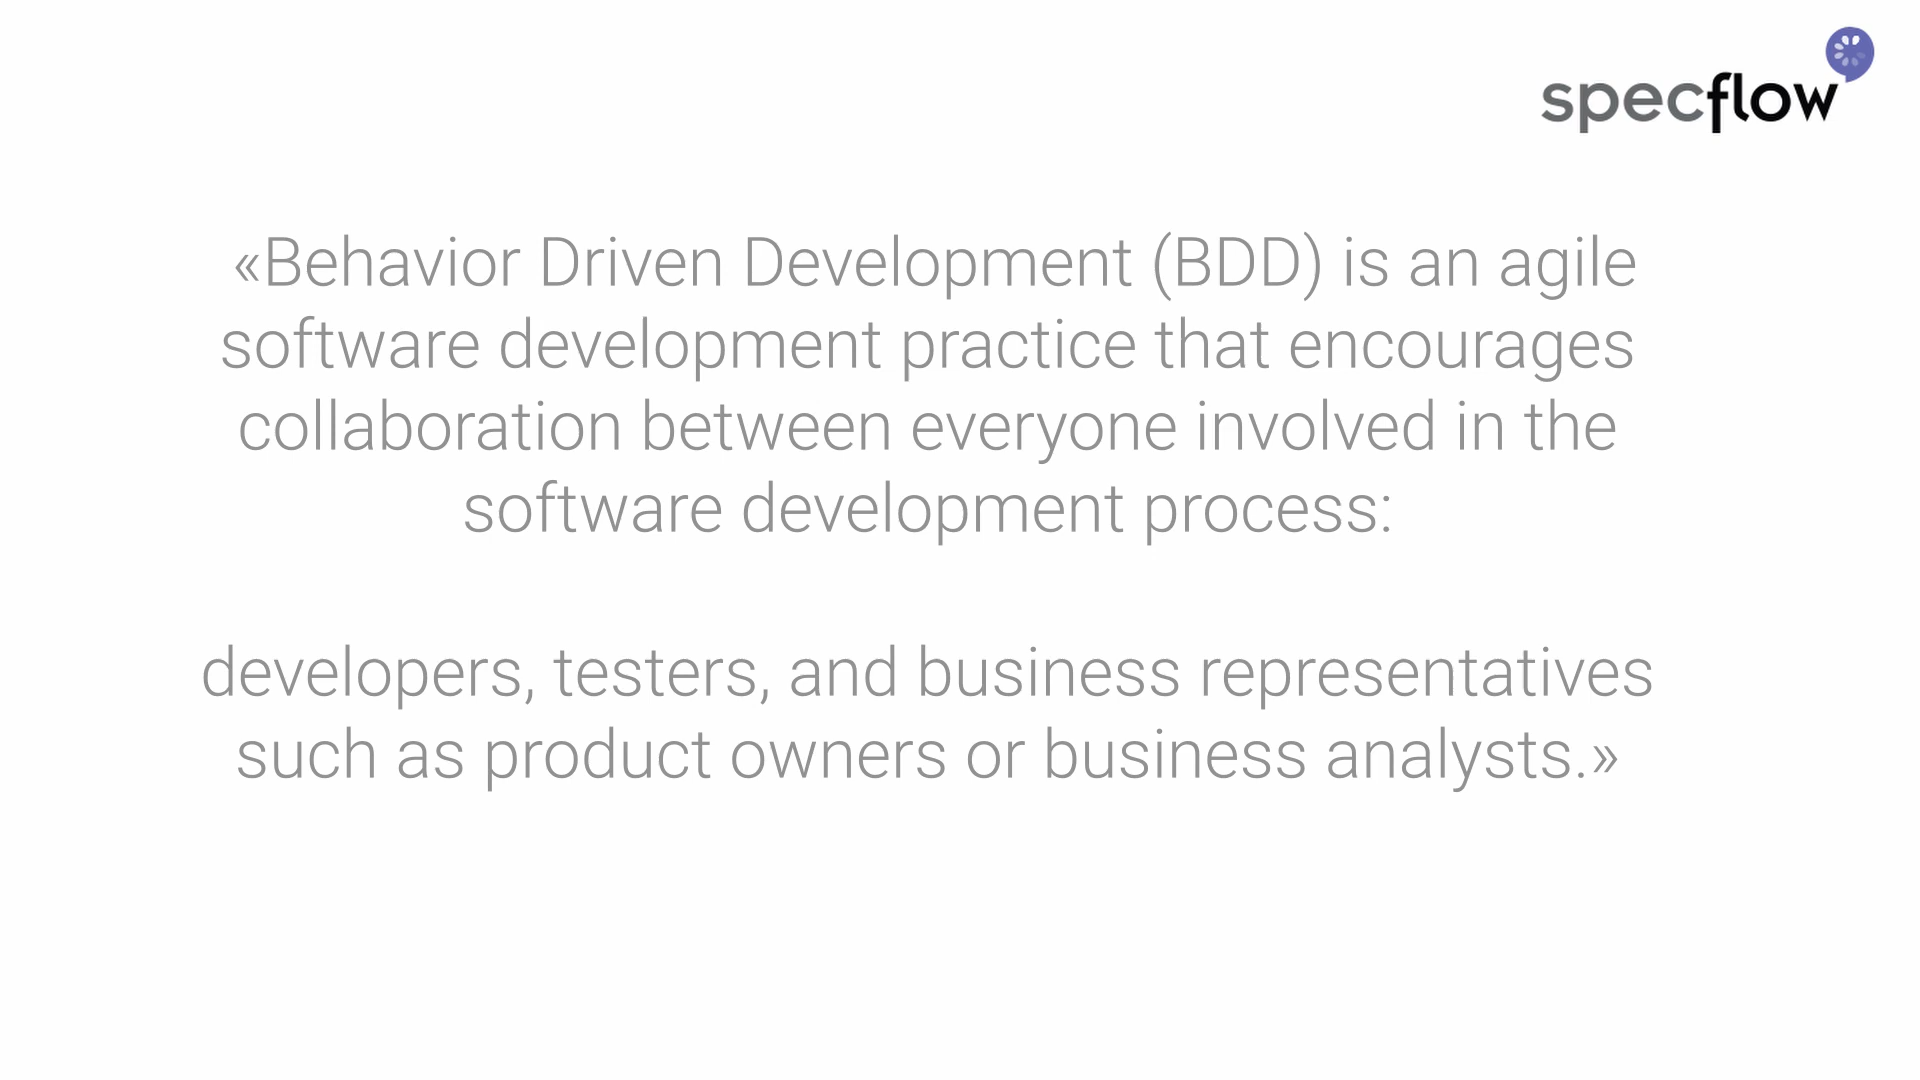 specflow
«Behavior Driven Development (BDD) is an agile
software development practice that encourages
collaboration between everyone involved in the
software development process:
developers, testers, and business representatives
such as product owners or business analysts.»